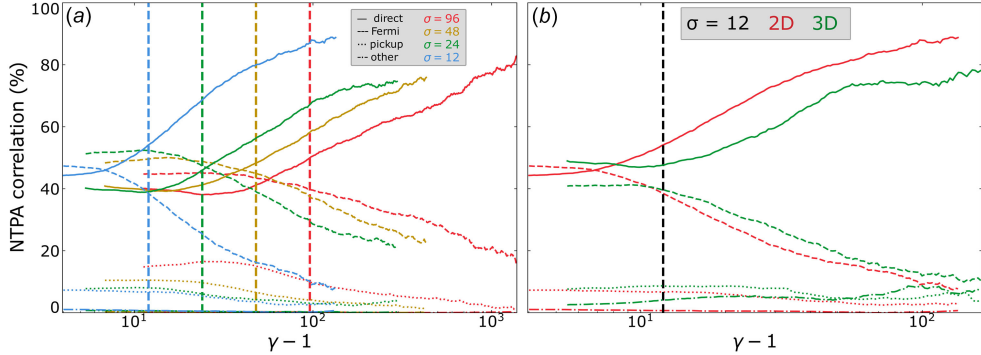 (a)
direct σ = 96
Fermi σ = 48
pickup σ = 24
other σ = 12
NTPA correlation (%)
100
80
60
40
20
0
10¹ 10² 10³
γ − 1
(b)
σ = 12 2D 3D
10¹ 10²
γ − 1